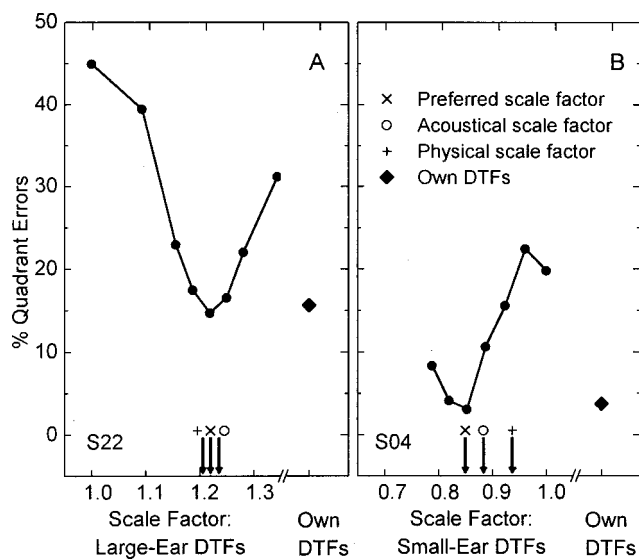 50
40
30
20
10
0
% Quadrant Errors
A
S22
1.0 1.1 1.2 1.3
Scale Factor:
Large-Ear DTFs
Own
DTFs
B
× Preferred scale factor
○ Acoustical scale factor
+ Physical scale factor
◆ Own DTFs
S04
0.7 0.8 0.9 1.0
Scale Factor:
Small-Ear DTFs
Own
DTFs